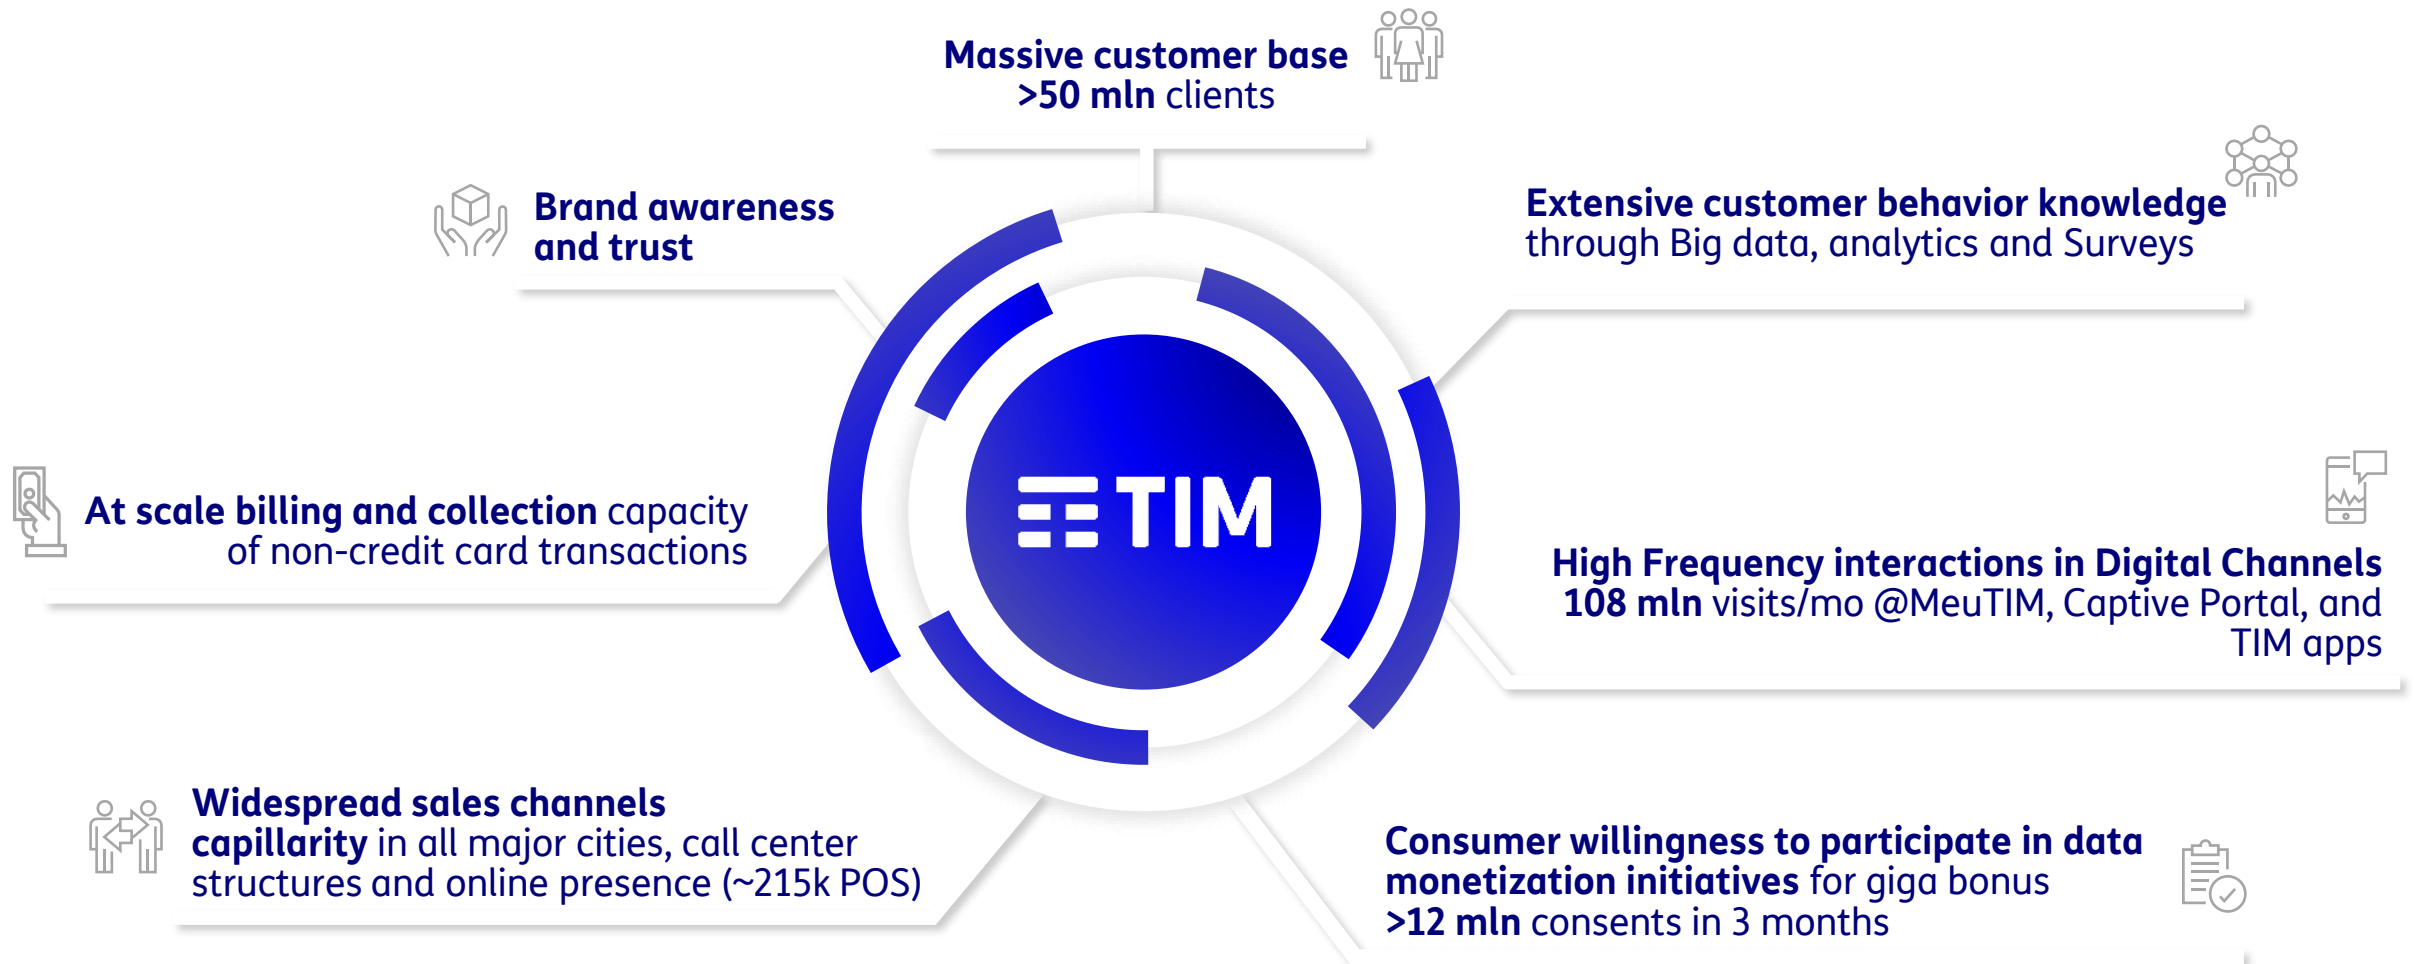 Massive customer base
>50 mln clients
Brand awareness
and trust
Extensive customer behavior knowledge
through Big data, analytics and Surveys
At scale billing and collection capacity
of non-credit card transactions
TIM
High Frequency interactions in Digital Channels
108 mln visits/mo @MeuTIM, Captive Portal, and
TIM apps
Widespread sales channels
capillarity in all major cities, call center
structures and online presence (~215k POS)
Consumer willingness to participate in data
monetization initiatives for giga bonus
>12 mln consents in 3 months